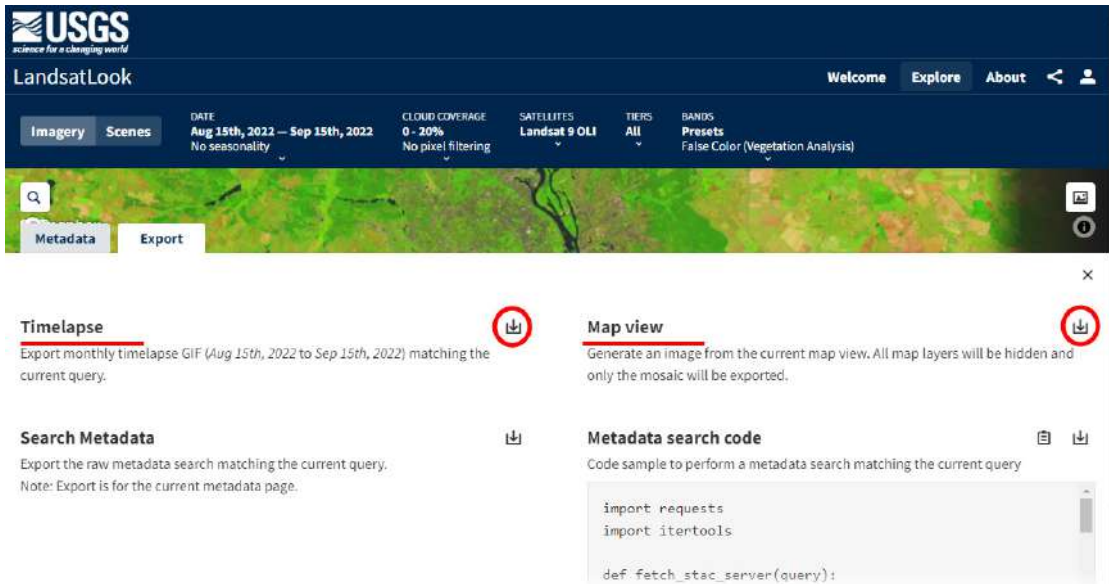 USGS
science for a changing world
LandsatLook
Welcome Explore About
Imagery Scenes
DATE
Aug 15th, 2022 — Sep 15th, 2022
No seasonality
CLOUD COVERAGE
0 - 20%
No pixel filtering
SATELLITES
Landsat 9 OLI
TIERS
All
BANDS
Presets
False Color (Vegetation Analysis)
Metadata Export
Timelapse
Export monthly timelapse GIF (Aug 15th, 2022 to Sep 15th, 2022) matching the
current query.
Map view
Generate an image from the current map view. All map layers will be hidden and
only the mosaic will be exported.
Search Metadata
Export the raw metadata search matching the current query.
Note: Export is for the current metadata page.
Metadata search code
Code sample to perform a metadata search matching the current query
import requests
import itertools
def fetch_stac_server(query):